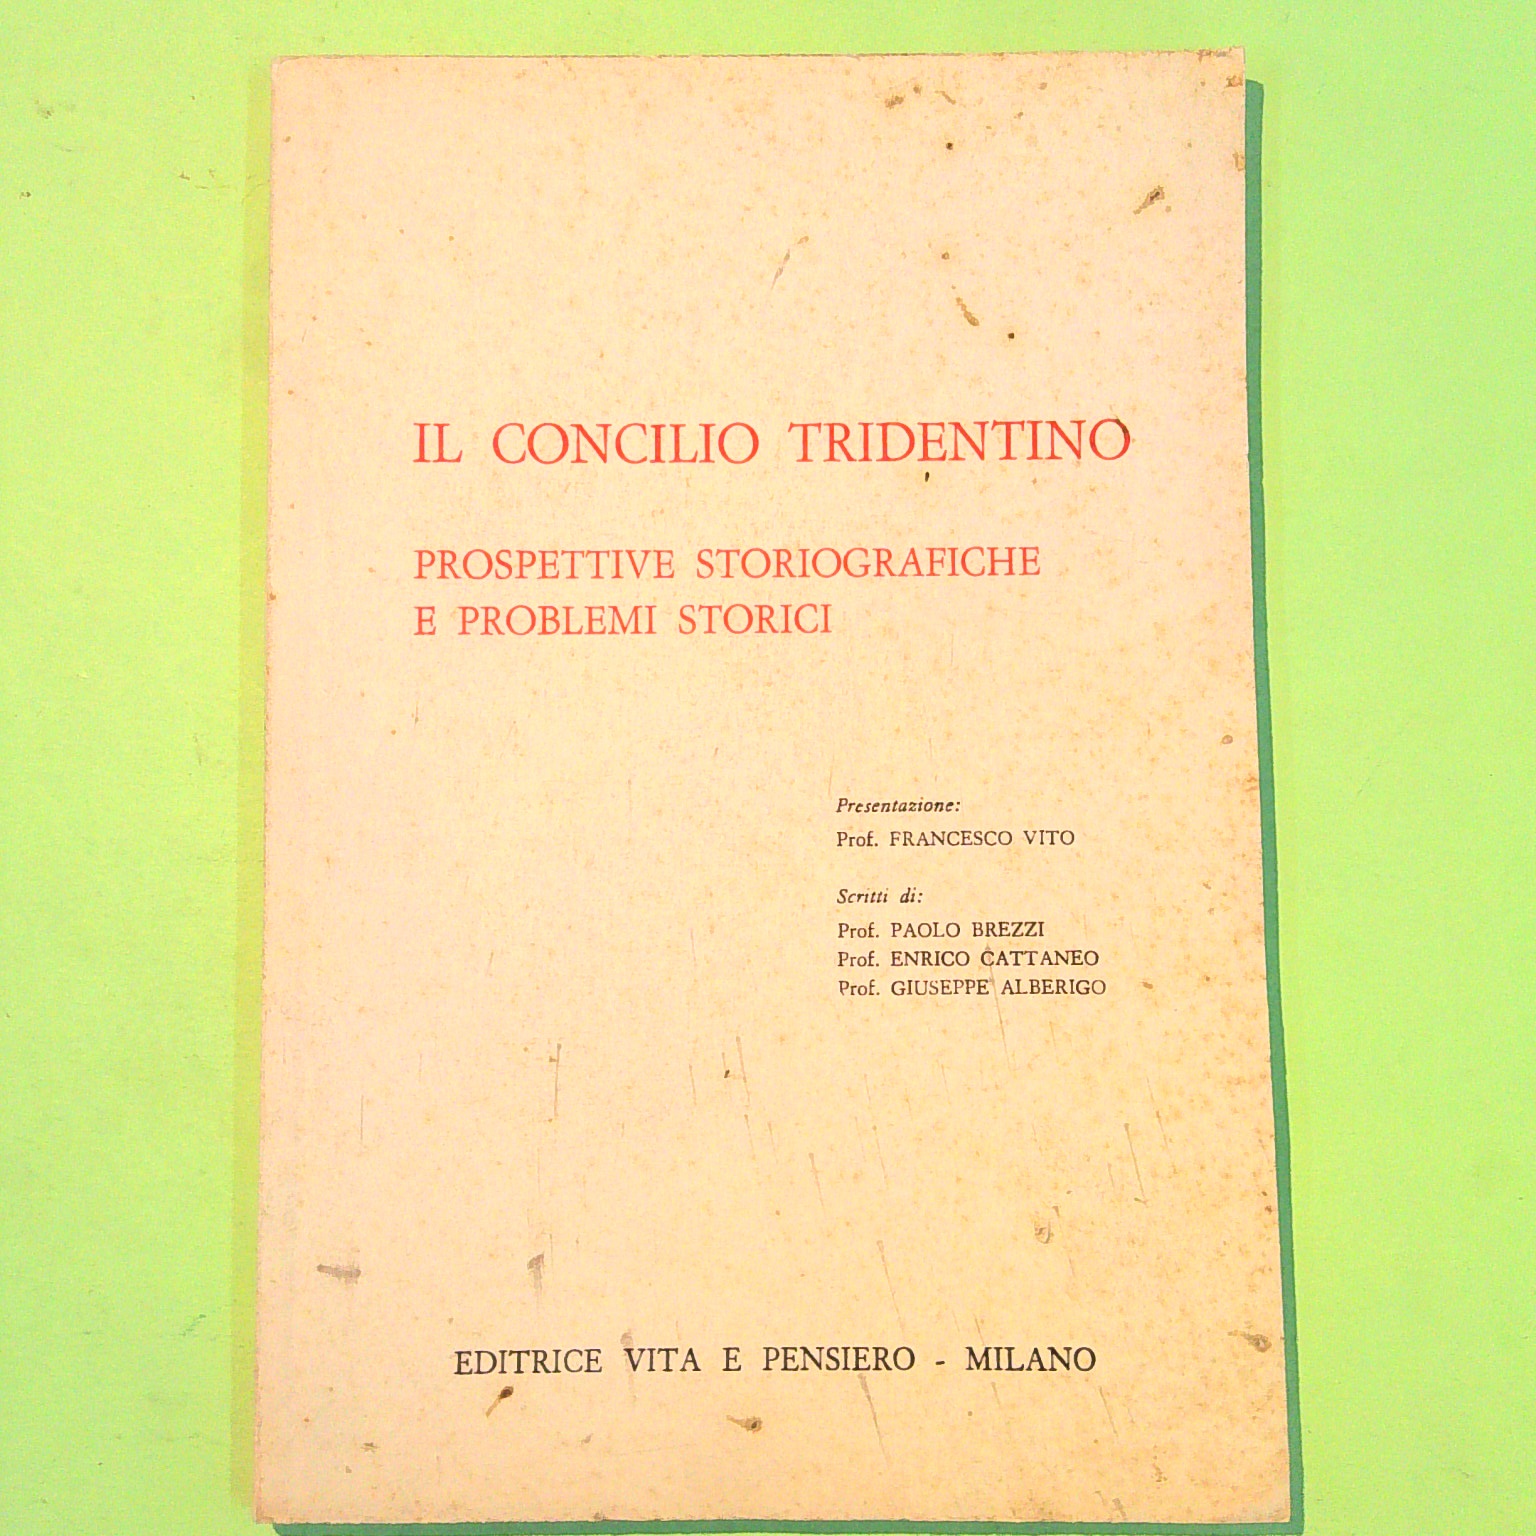 IL CONCILIO TRIDENTINO
PROSPETTIVE STORIOGRAFICHE
E PROBLEMI STORICI
Presentazione:
Prof. FRANCESCO VITO
Scritti di:
Prof. PAOLO BREZZI
Prof. ENRICO CATTANEO
Prof. GIUSEPPE ALBERIGO
EDITRICE VITA E PENSIERO - MILANO